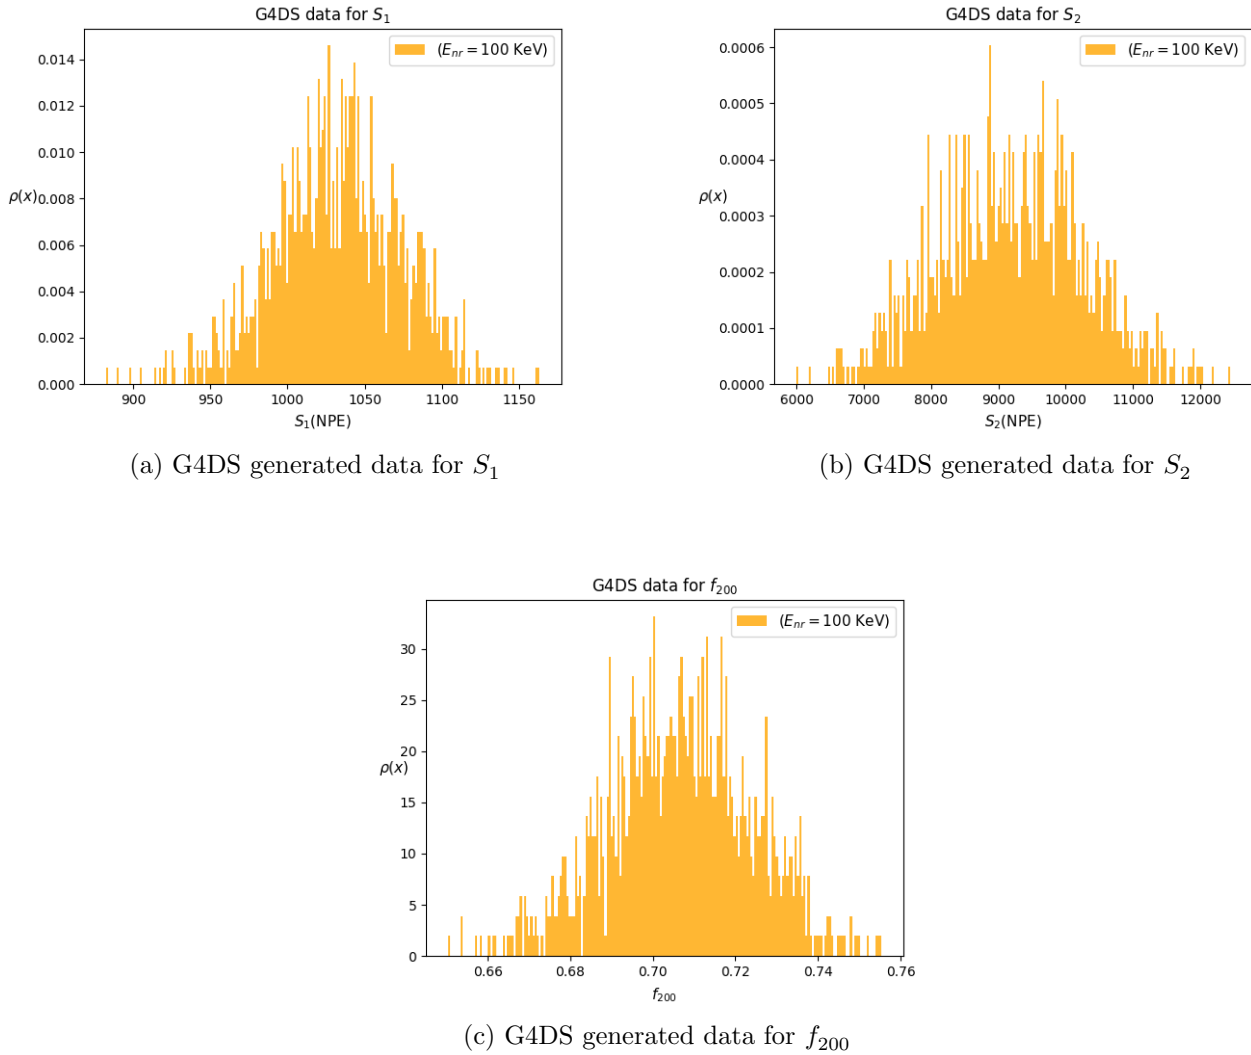 G4DS data for S₁
(Eₙᵣ = 100 KeV)
0.014
0.012
0.010
ρ(x)
0.008
0.006
0.004
0.002
0.000
900 950 1000 1050 1100 1150
S₁(NPE)
(a) G4DS generated data for S₁
G4DS data for S₂
(Eₙᵣ = 100 KeV)
0.0006
0.0005
0.0004
ρ(x)
0.0003
0.0002
0.0001
0.0000
6000 7000 8000 9000 10000 11000 12000
S₂(NPE)
(b) G4DS generated data for S₂
G4DS data for f₂₀₀
(Eₙᵣ = 100 KeV)
30
25
20
ρ(x)
15
10
5
0
0.66 0.68 0.70 0.72 0.74 0.76
f₂₀₀
(c) G4DS generated data for f₂₀₀